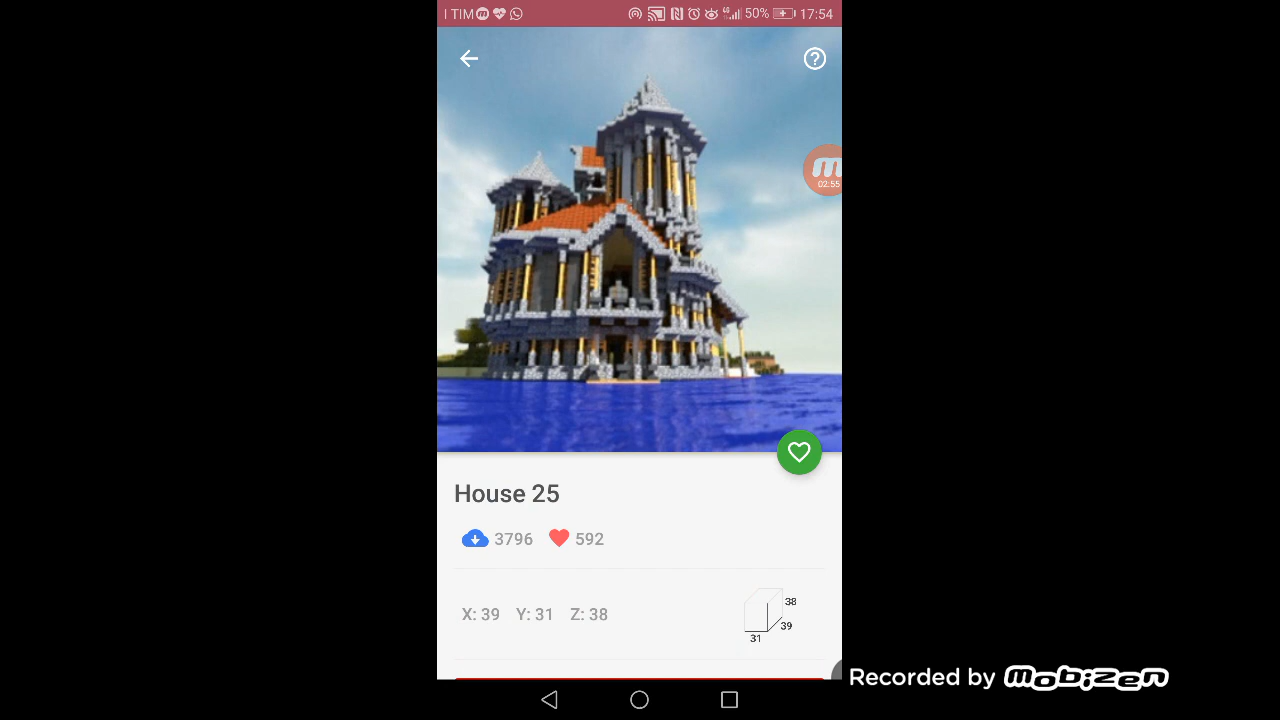 I TIM 4G 50% 17:54
02:55
House 25
3796 592
X: 39 Y: 31 Z: 38
38
39
31
Recorded by mobizen